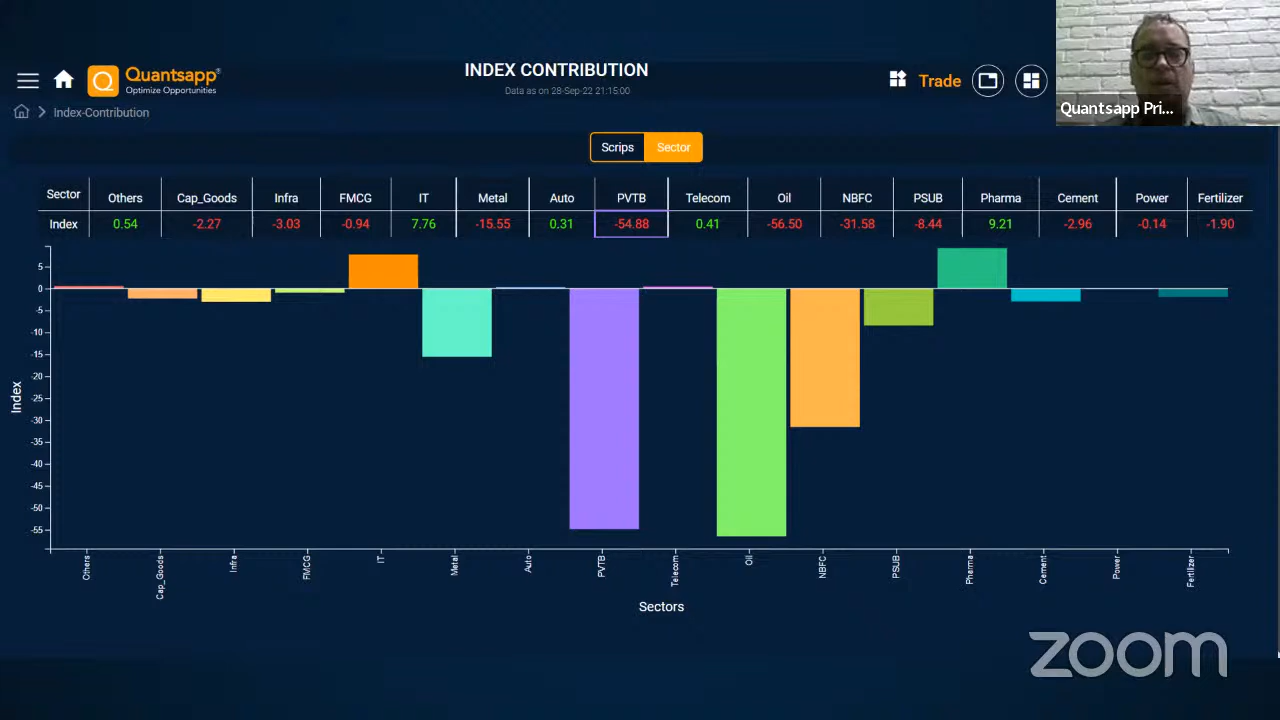 Quantsapp
Optimize Opportunities
INDEX CONTRIBUTION
Data as on 28-Sep-22 21:15:00
Trade
Quantsapp Pri...
Index-Contribution
Scrips Sector
Sector Others Cap_Goods Infra FMCG IT Metal Auto PVTB Telecom Oil NBFC PSUB Pharma Cement Power Fertilizer
Index 0.54 -2.27 -3.03 -0.94 7.76 -15.55 0.31 -54.88 0.41 -56.50 -31.58 -8.44 9.21 -2.96 -0.14 -1.90
5
0
-5
-10
-15
-20
-25
-30
-35
-40
-45
-50
-55
Index
Others Cap_Goods Infra FMCG IT Metal Auto PVTB Telecom Oil NBFC PSUB Pharma Cement Power Fertilizer
Sectors
zoom